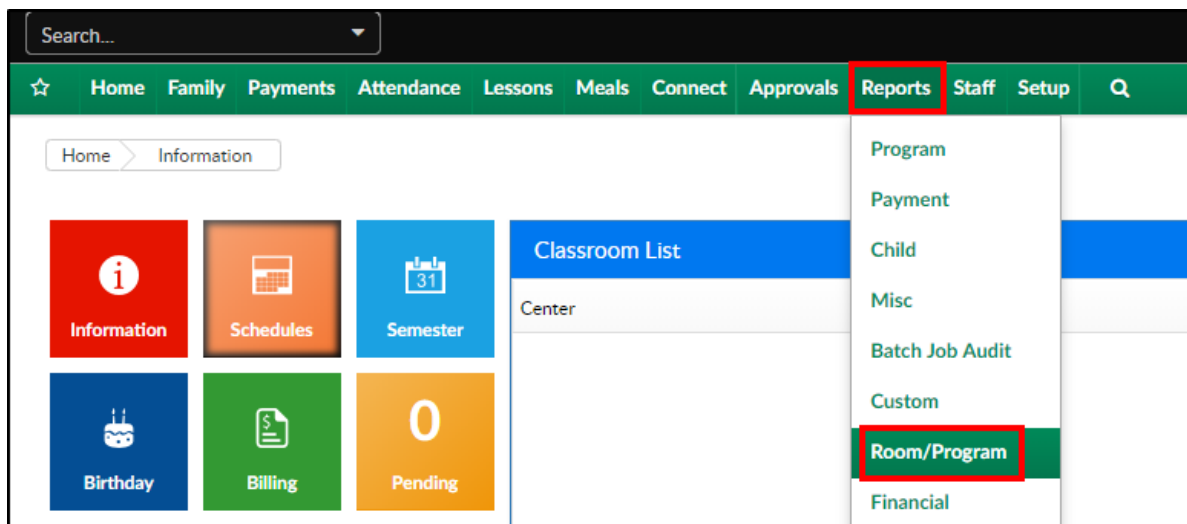 Search...
Home Family Payments Attendance Lessons Meals Connect Approvals Reports Staff Setup
Home Information
Program
Payment
Child
Misc
Batch Job Audit
Custom
Room/Program
Financial
Information Schedules 31 Semester
Birthday Billing 0 Pending
Classroom List
Center